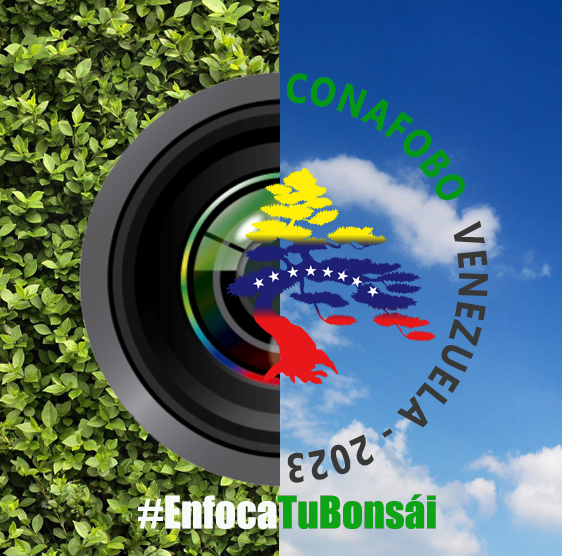 CONAFOBO
VENEZUELA - 2023
#EnfocaTuBonsái